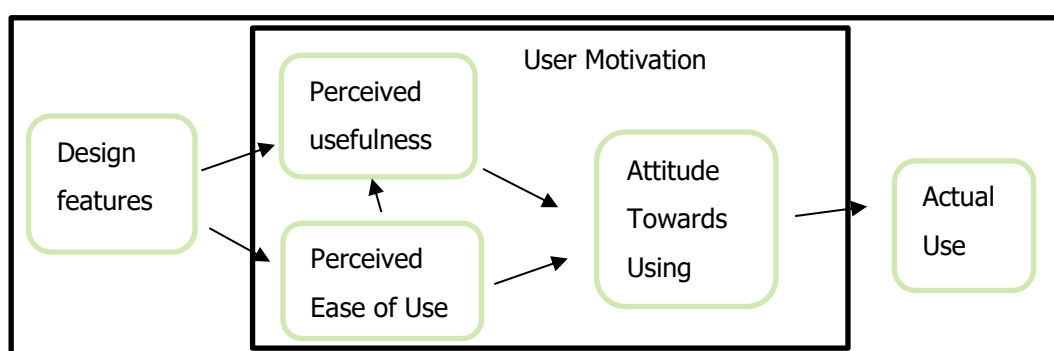 User Motivation
Perceived
usefulness
Design
features
Attitude
Towards
Using
Actual
Use
Perceived
Ease of Use